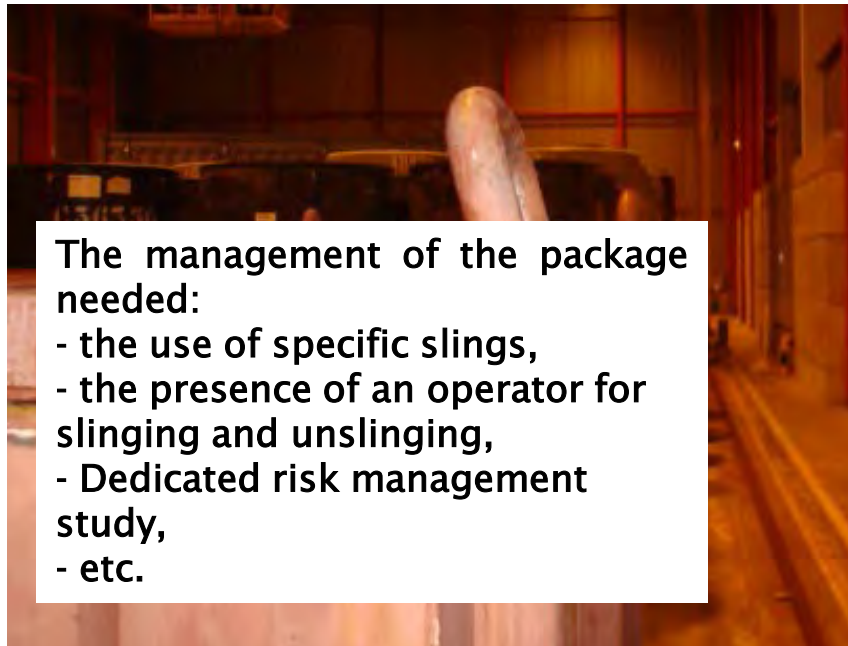 The management of the package
needed:
- the use of specific slings,
- the presence of an operator for
slinging and unslinging,
- Dedicated risk management
study,
- etc.